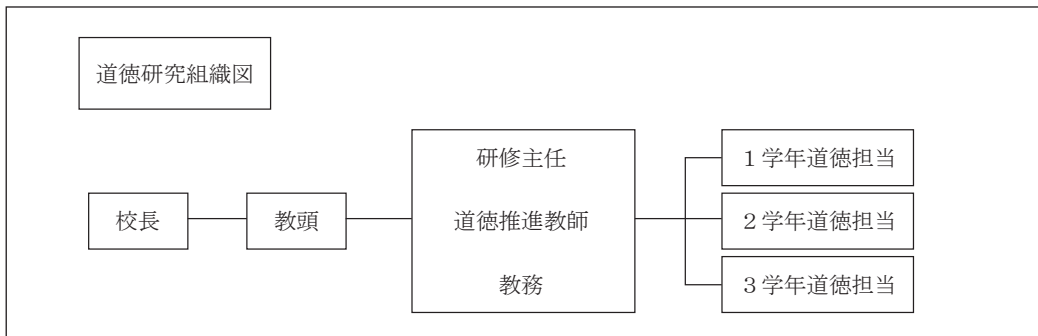 道徳研究組織図
校長
教頭
研修主任
道徳推進教師
教務
1学年道徳担当
2学年道徳担当
3学年道徳担当